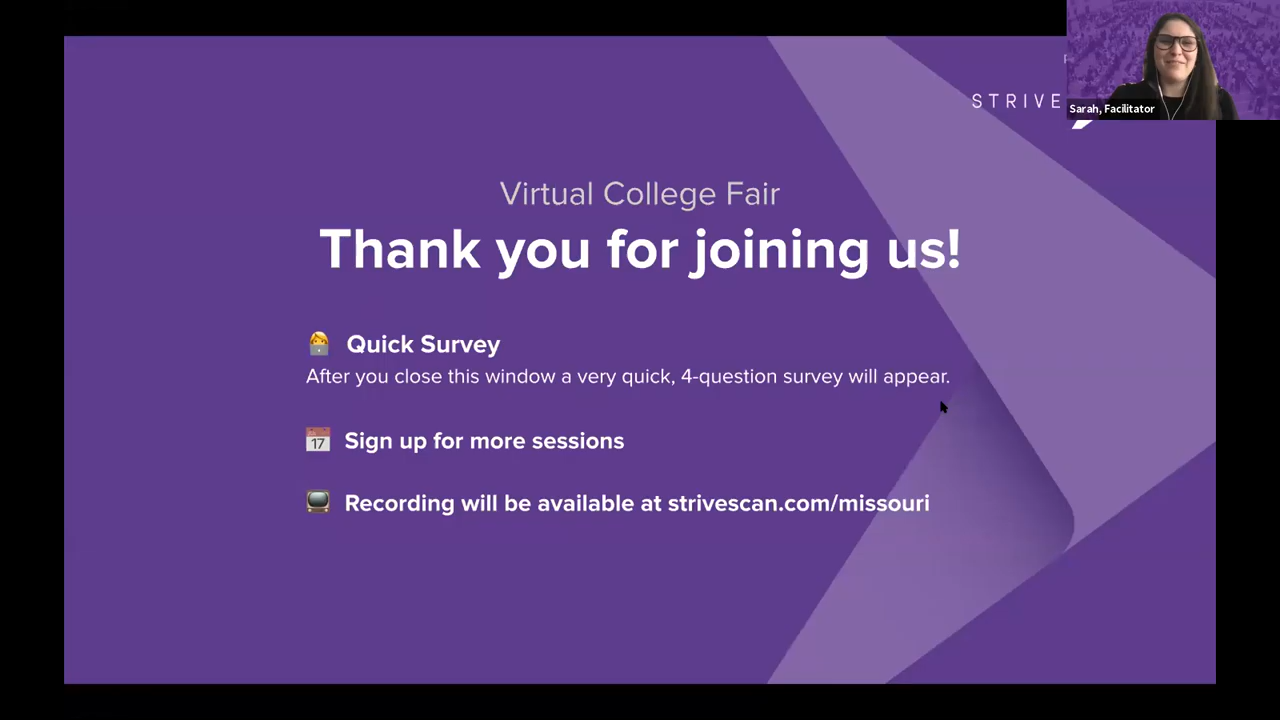 STRIVE
Sarah, Facilitator
Virtual College Fair
Thank you for joining us!
Quick Survey
After you close this window a very quick, 4-question survey will appear.
17
Sign up for more sessions
Recording will be available at strivescan.com/missouri